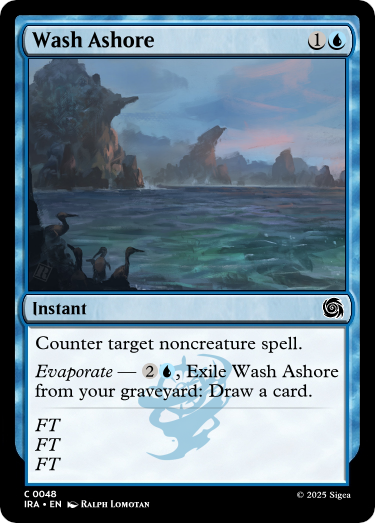 Wash Ashore 1
Instant
Counter target noncreature spell.
Evaporate — 2, Exile Wash Ashore
from your graveyard: Draw a card.
FT
FT
FT
C 0048
IRA • EN Ralph Lomotan
© 2025 Sigea